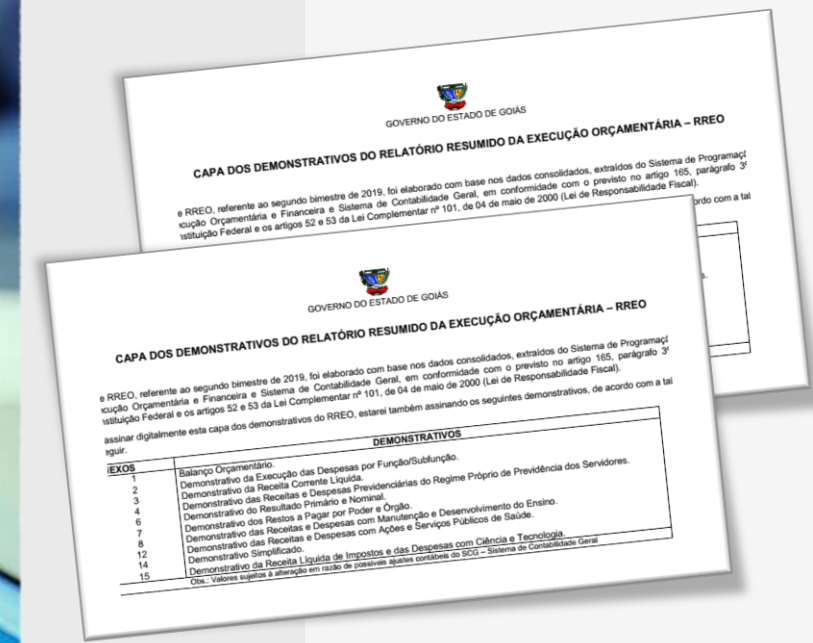 GOVERNO DO ESTADO DE GOIÁS
CAPA DOS DEMONSTRATIVOS DO RELATÓRIO RESUMIDO DA EXECUÇÃO ORÇAMENTÁRIA – RREO
e RREO, referente ao segundo bimestre de 2019, foi elaborado com base nos dados consolidados, extraídos do Sistema de
Orçamentária e Financeira e Sistema de Contabilidade Geral, em conformidade com o previsto no artigo 165, parágrafo 3º
Federal e os artigos 52 e 53 da Lei Complementar nº 101, de 04 de maio de 2000 (Lei de Responsabilidade Fiscal).
com a tal
GOVERNO DO ESTADO DE GOIÁS
CAPA DOS DEMONSTRATIVOS DO RELATÓRIO RESUMIDO DA EXECUÇÃO ORÇAMENTÁRIA – RREO
e RREO, referente ao segundo bimestre de 2019, foi elaborado com base nos dados consolidados, extraídos do Sistema de
Orçamentária e Financeira e Sistema de Contabilidade Geral, em conformidade com o previsto no artigo 165, parágrafo 3º
Federal e os artigos 52 e 53 da Lei Complementar nº 101, de 04 de maio de 2000 (Lei de Responsabilidade Fiscal).
assinar digitalmente esta capa dos demonstrativos do RREO, estarei também assinando os seguintes demonstrativos, de acordo com a tal
guir.
EXOS DEMONSTRATIVOS
1 Balanço Orçamentário.
2 Demonstrativo da Execução das Despesas por Função/Subfunção.
3 Demonstrativo da Receita Corrente Líquida.
4 Demonstrativo das Receitas e Despesas Previdenciárias do Regime Próprio de Previdência dos Servidores.
6 Demonstrativo do Resultado Primário e Nominal.
7 Demonstrativo dos Restos a Pagar por Poder e Órgão.
8 Demonstrativo das Receitas e Despesas com Manutenção e Desenvolvimento do Ensino.
12 Demonstrativo das Receitas e Despesas com Ações e Serviços Públicos de Saúde.
14 Demonstrativo Simplificado.
15 Demonstrativo da Receita Líquida de Impostos e das Despesas com Ciência e Tecnologia.
Obs.: Valores sujeitos à alteração em razão de possíveis ajustes contábeis do SCG – Sistema de Contabilidade Geral